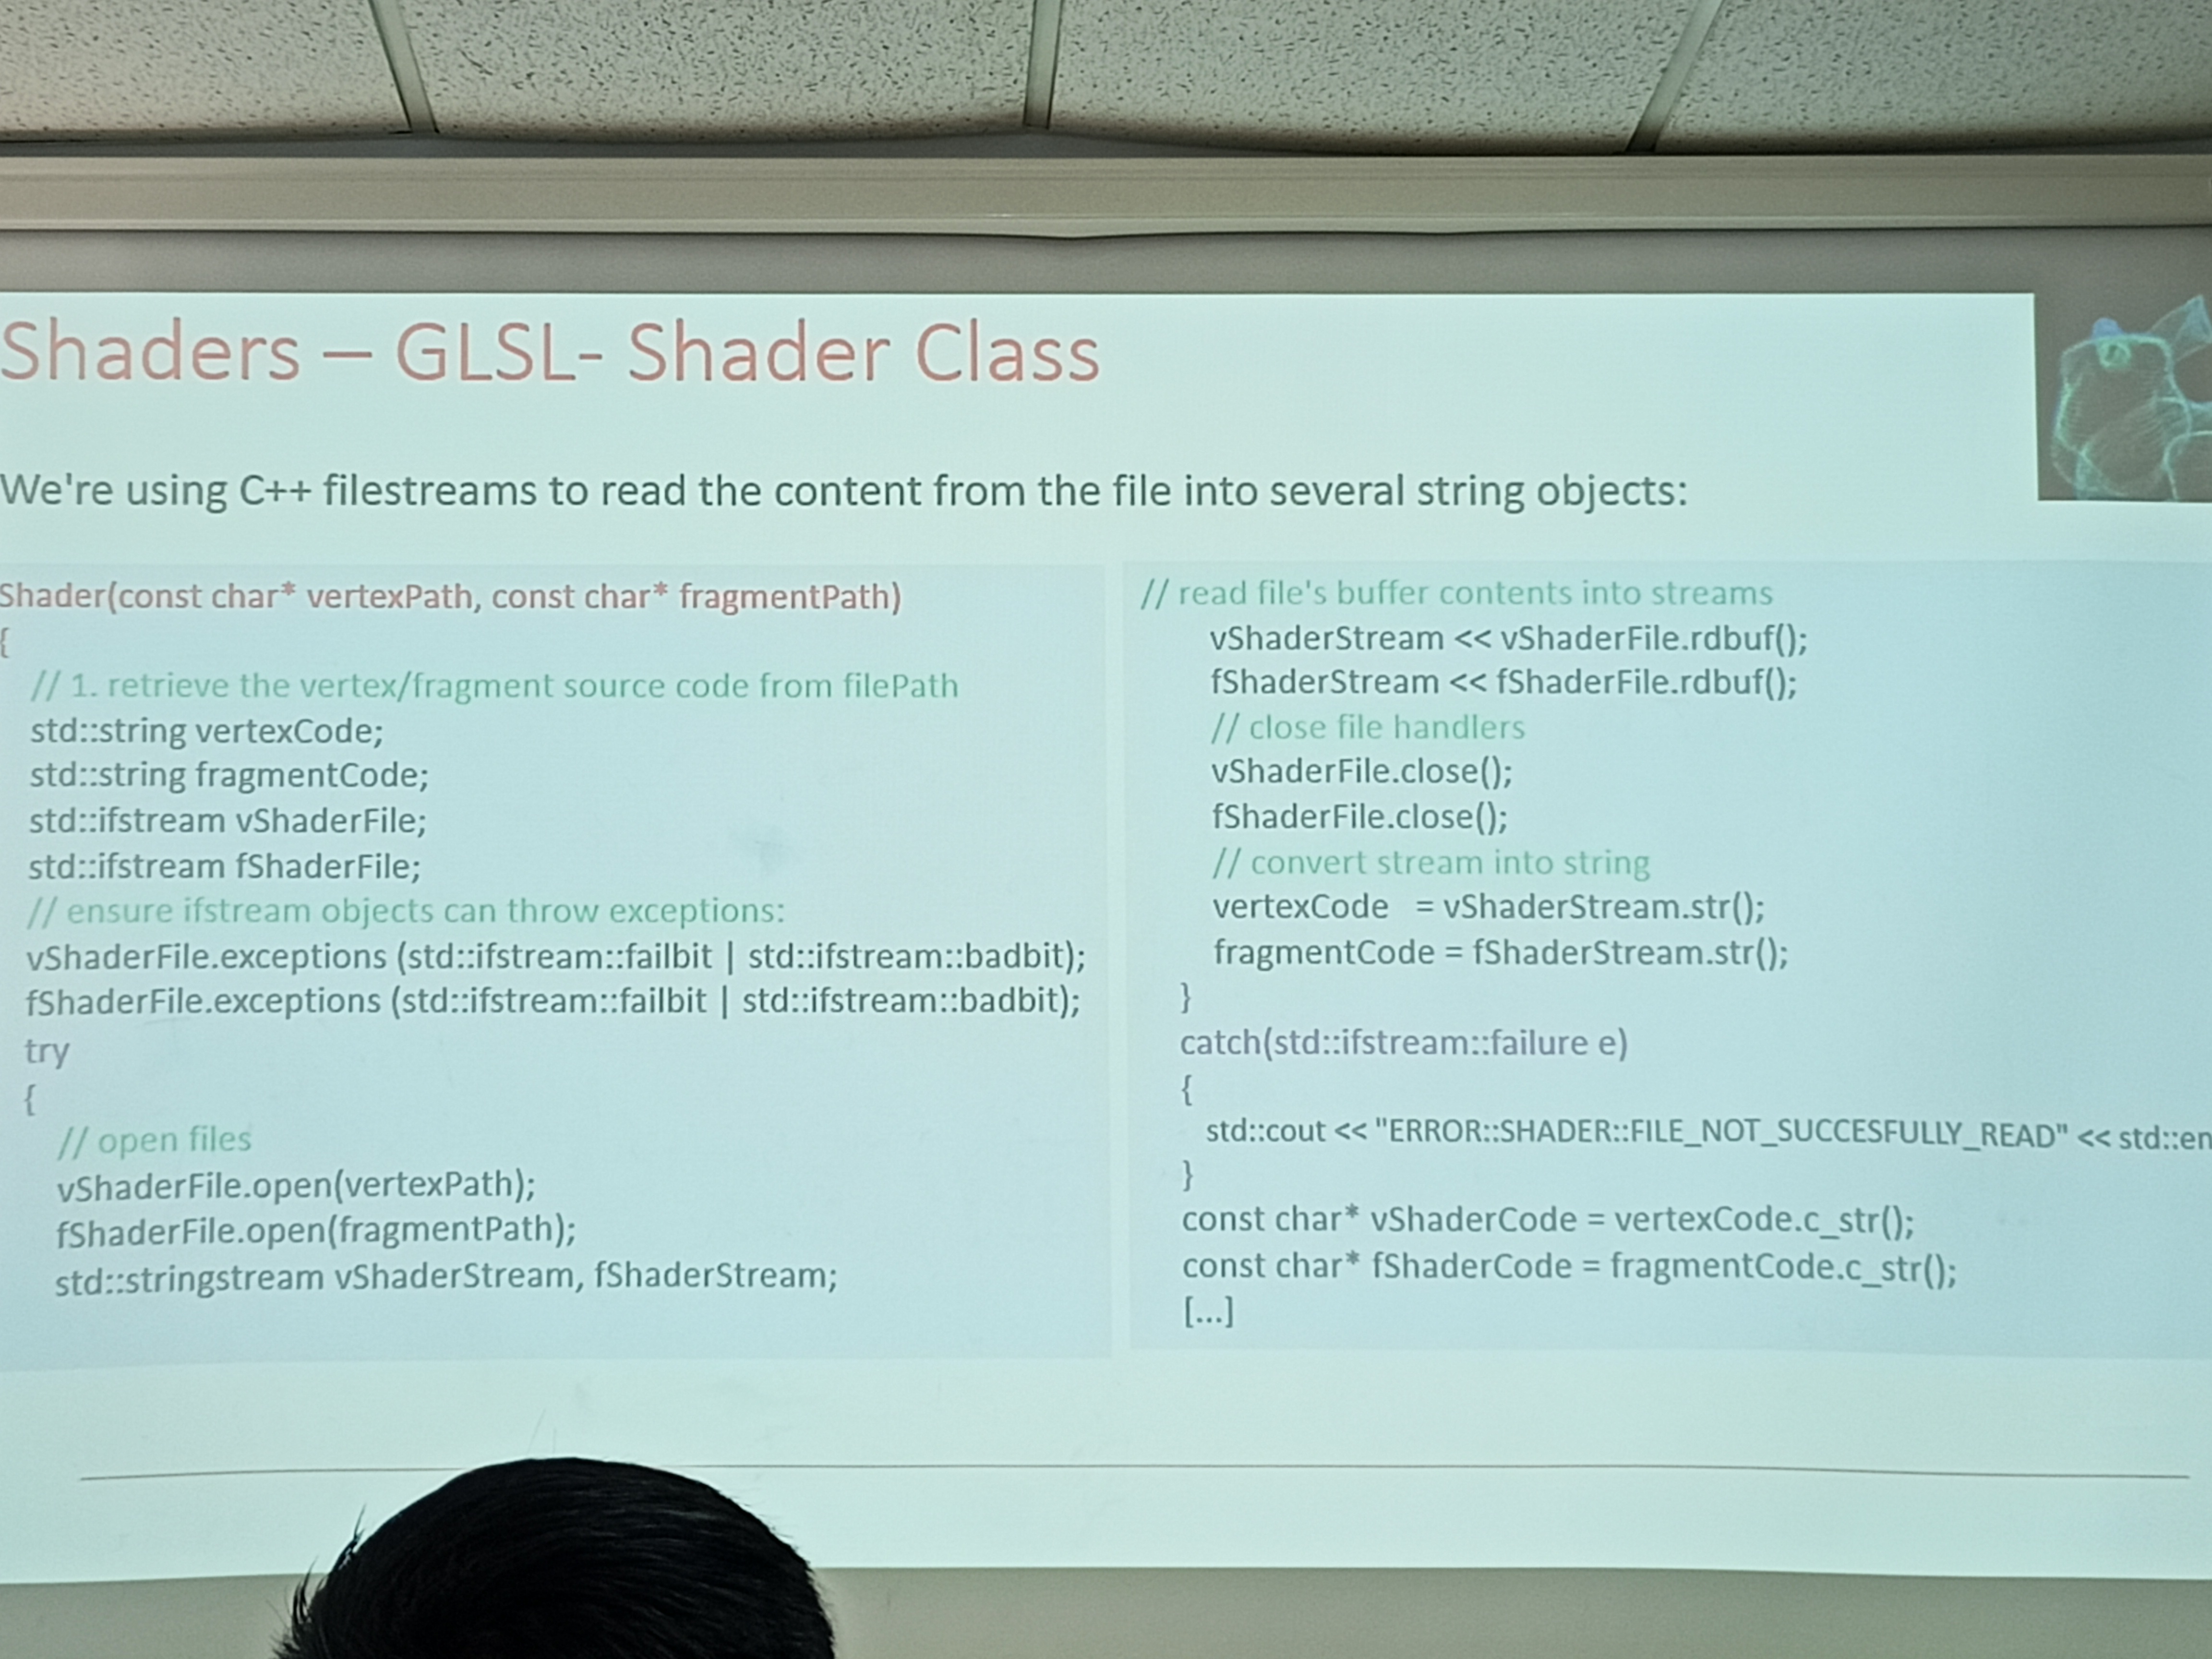 Shaders – GLSL- Shader Class
We're using C++ filestreams to read the content from the file into several string objects:
Shader(const char* vertexPath, const char* fragmentPath)
{
// 1. retrieve the vertex/fragment source code from filePath
std::string vertexCode;
std::string fragmentCode;
std::ifstream vShaderFile;
std::ifstream fShaderFile;
// ensure ifstream objects can throw exceptions:
vShaderFile.exceptions (std::ifstream::failbit | std::ifstream::badbit);
fShaderFile.exceptions (std::ifstream::failbit | std::ifstream::badbit);
try
{
// open files
vShaderFile.open(vertexPath);
fShaderFile.open(fragmentPath);
std::stringstream vShaderStream, fShaderStream;
// read file's buffer contents into streams
vShaderStream << vShaderFile.rdbuf();
fShaderStream << fShaderFile.rdbuf();
// close file handlers
vShaderFile.close();
fShaderFile.close();
// convert stream into string
vertexCode = vShaderStream.str();
fragmentCode = fShaderStream.str();
}
catch(std::ifstream::failure e)
{
std::cout << "ERROR::SHADER::FILE_NOT_SUCCESFULLY_READ" << std::en
}
const char* vShaderCode = vertexCode.c_str();
const char* fShaderCode = fragmentCode.c_str();
[...]